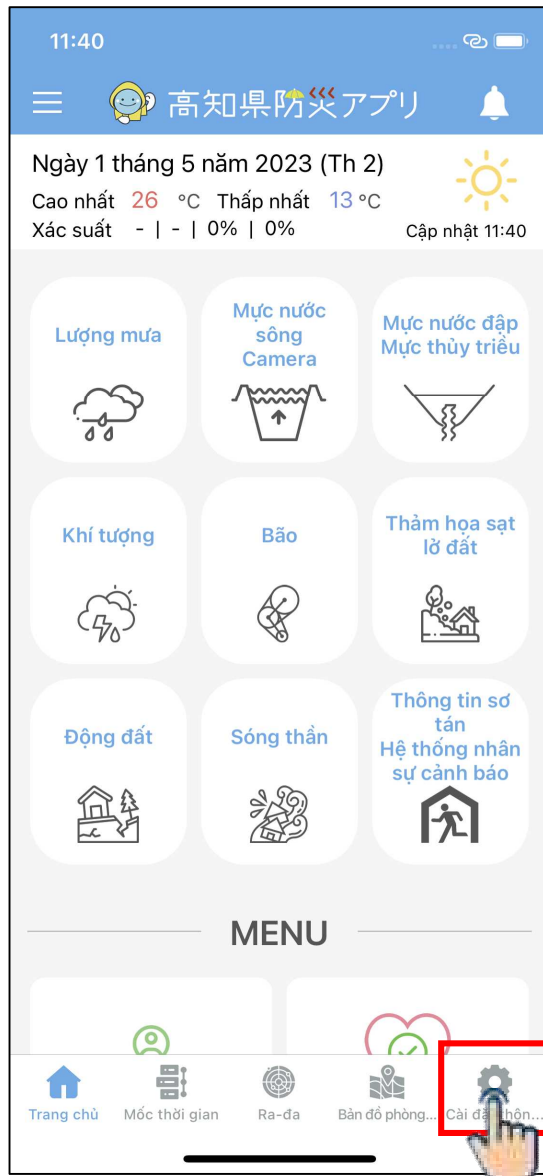 11:40
高知県防災アプリ
Ngày 1 tháng 5 năm 2023 (Th 2)
Cao nhất 26 °C Thấp nhất 13 °C
Xác suất - | - | 0% | 0%
Cập nhật 11:40
Lượng mưa
Mực nước
sông
Camera
Mực nước đập
Mực thủy triều
Khí tượng
Bão
Thảm họa sạt
lở đất
Động đất
Sóng thần
Thông tin sơ
tán
Hệ thống nhân
sự cảnh báo
MENU
Trang chủ
Mốc thời gian
Ra-đa
Bản đồ phòng...
Cài đặt thôn...